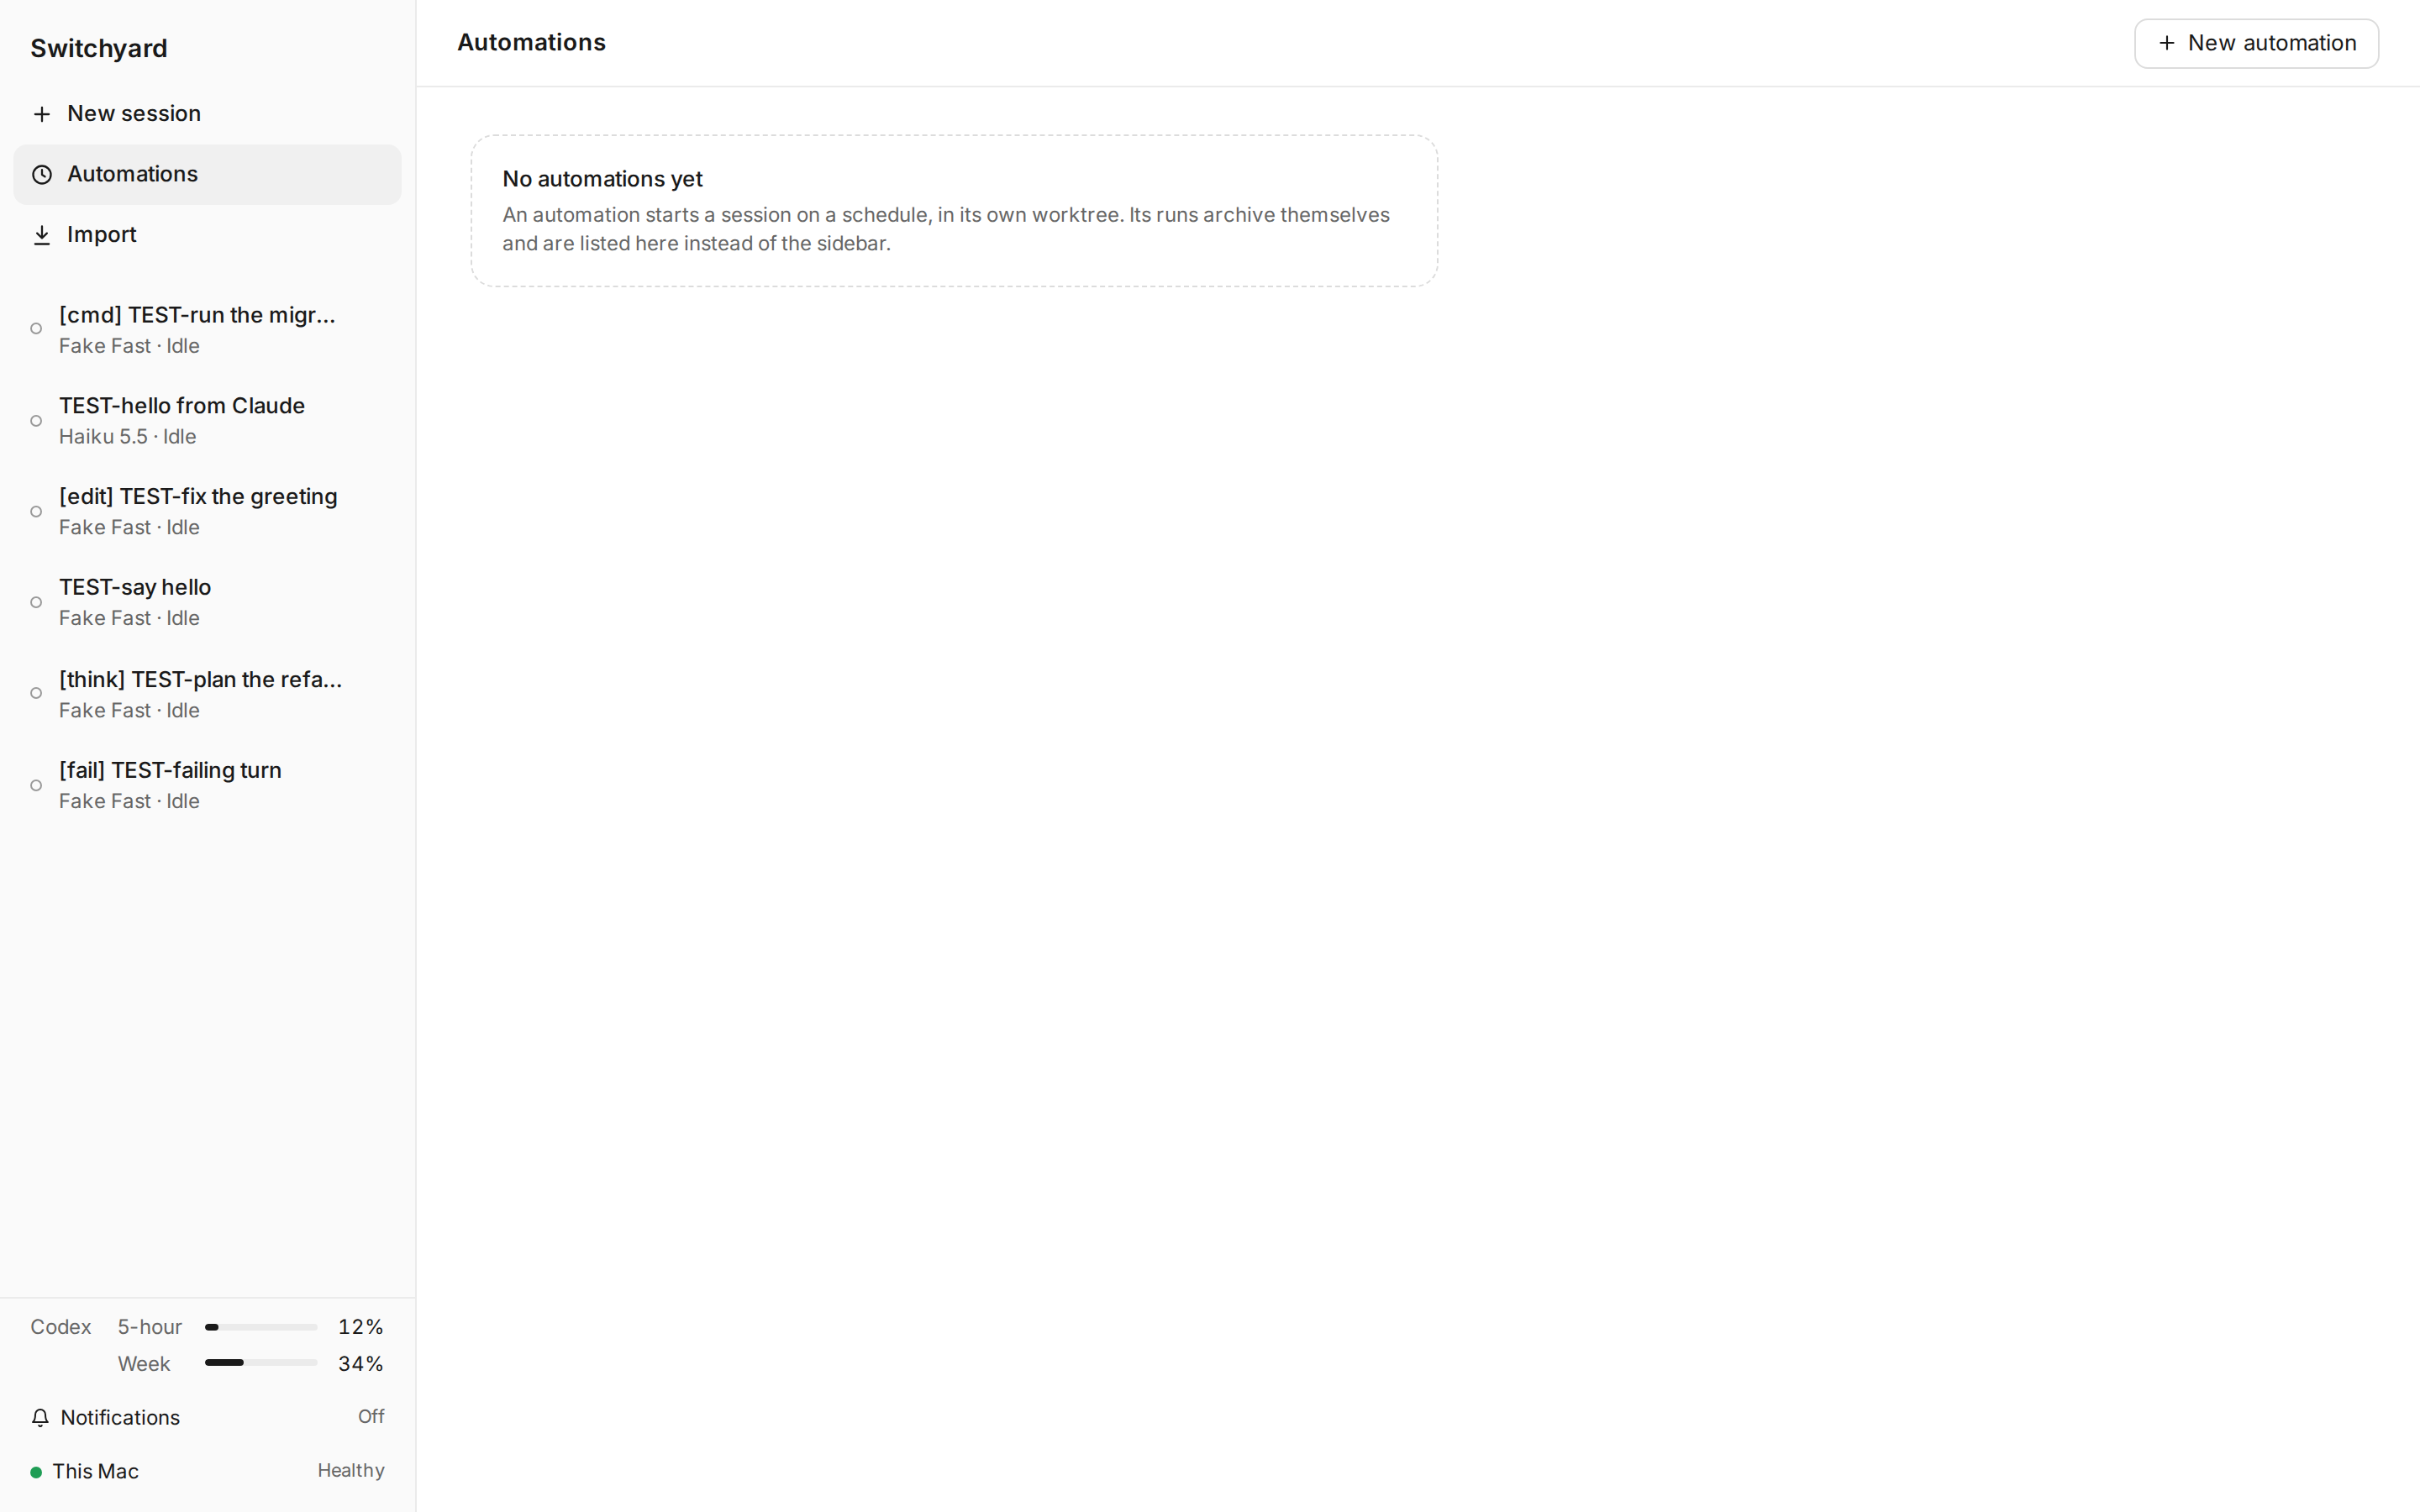 Switchyard
New session
Automations
Import
[cmd] TEST-run the migr...
Fake Fast · Idle
TEST-hello from Claude
Haiku 5.5 · Idle
[edit] TEST-fix the greeting
Fake Fast · Idle
TEST-say hello
Fake Fast · Idle
[think] TEST-plan the refa...
Fake Fast · Idle
[fail] TEST-failing turn
Fake Fast · Idle
Codex 5-hour 12%
Week 34%
Notifications Off
This Mac Healthy
Automations
New automation
No automations yet
An automation starts a session on a schedule, in its own worktree. Its runs archive themselves
and are listed here instead of the sidebar.